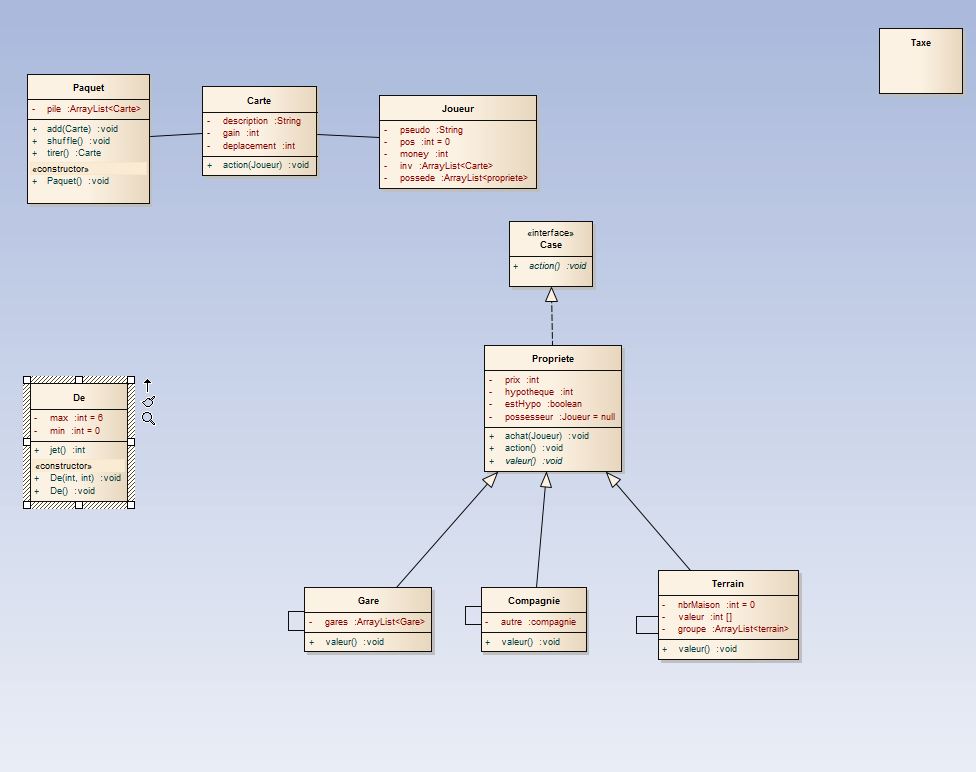 Taxe
Paquet
- pile :ArrayList<Carte>
+ add(Carte) :void
+ shuffle() :void
+ tirer() :Carte
«constructor»
+ Paquet() :void
Carte
- description :String
- gain :int
- deplacement :int
+ action(Joueur) :void
Joueur
- pseudo :String
- pos :int = 0
- money :int
- inv :ArrayList<Carte>
- possede :ArrayList<propriete>
«interface»
Case
+ action() :void
Propriete
- prix :int
- hypotheque :int
- estHypo :boolean
- possesseur :Joueur = null
+ achat(Joueur) :void
+ action() :void
+ valeur() :void
De
- max :int = 6
- min :int = 0
+ jet() :int
«constructor»
+ De(int, int) :void
+ De() :void
Gare
- gares :ArrayList<Gare>
+ valeur() :void
Compagnie
- autre :compagnie
+ valeur() :void
Terrain
- nbrMaison :int = 0
- valeur :int []
- groupe :ArrayList<terrain>
+ valeur() :void